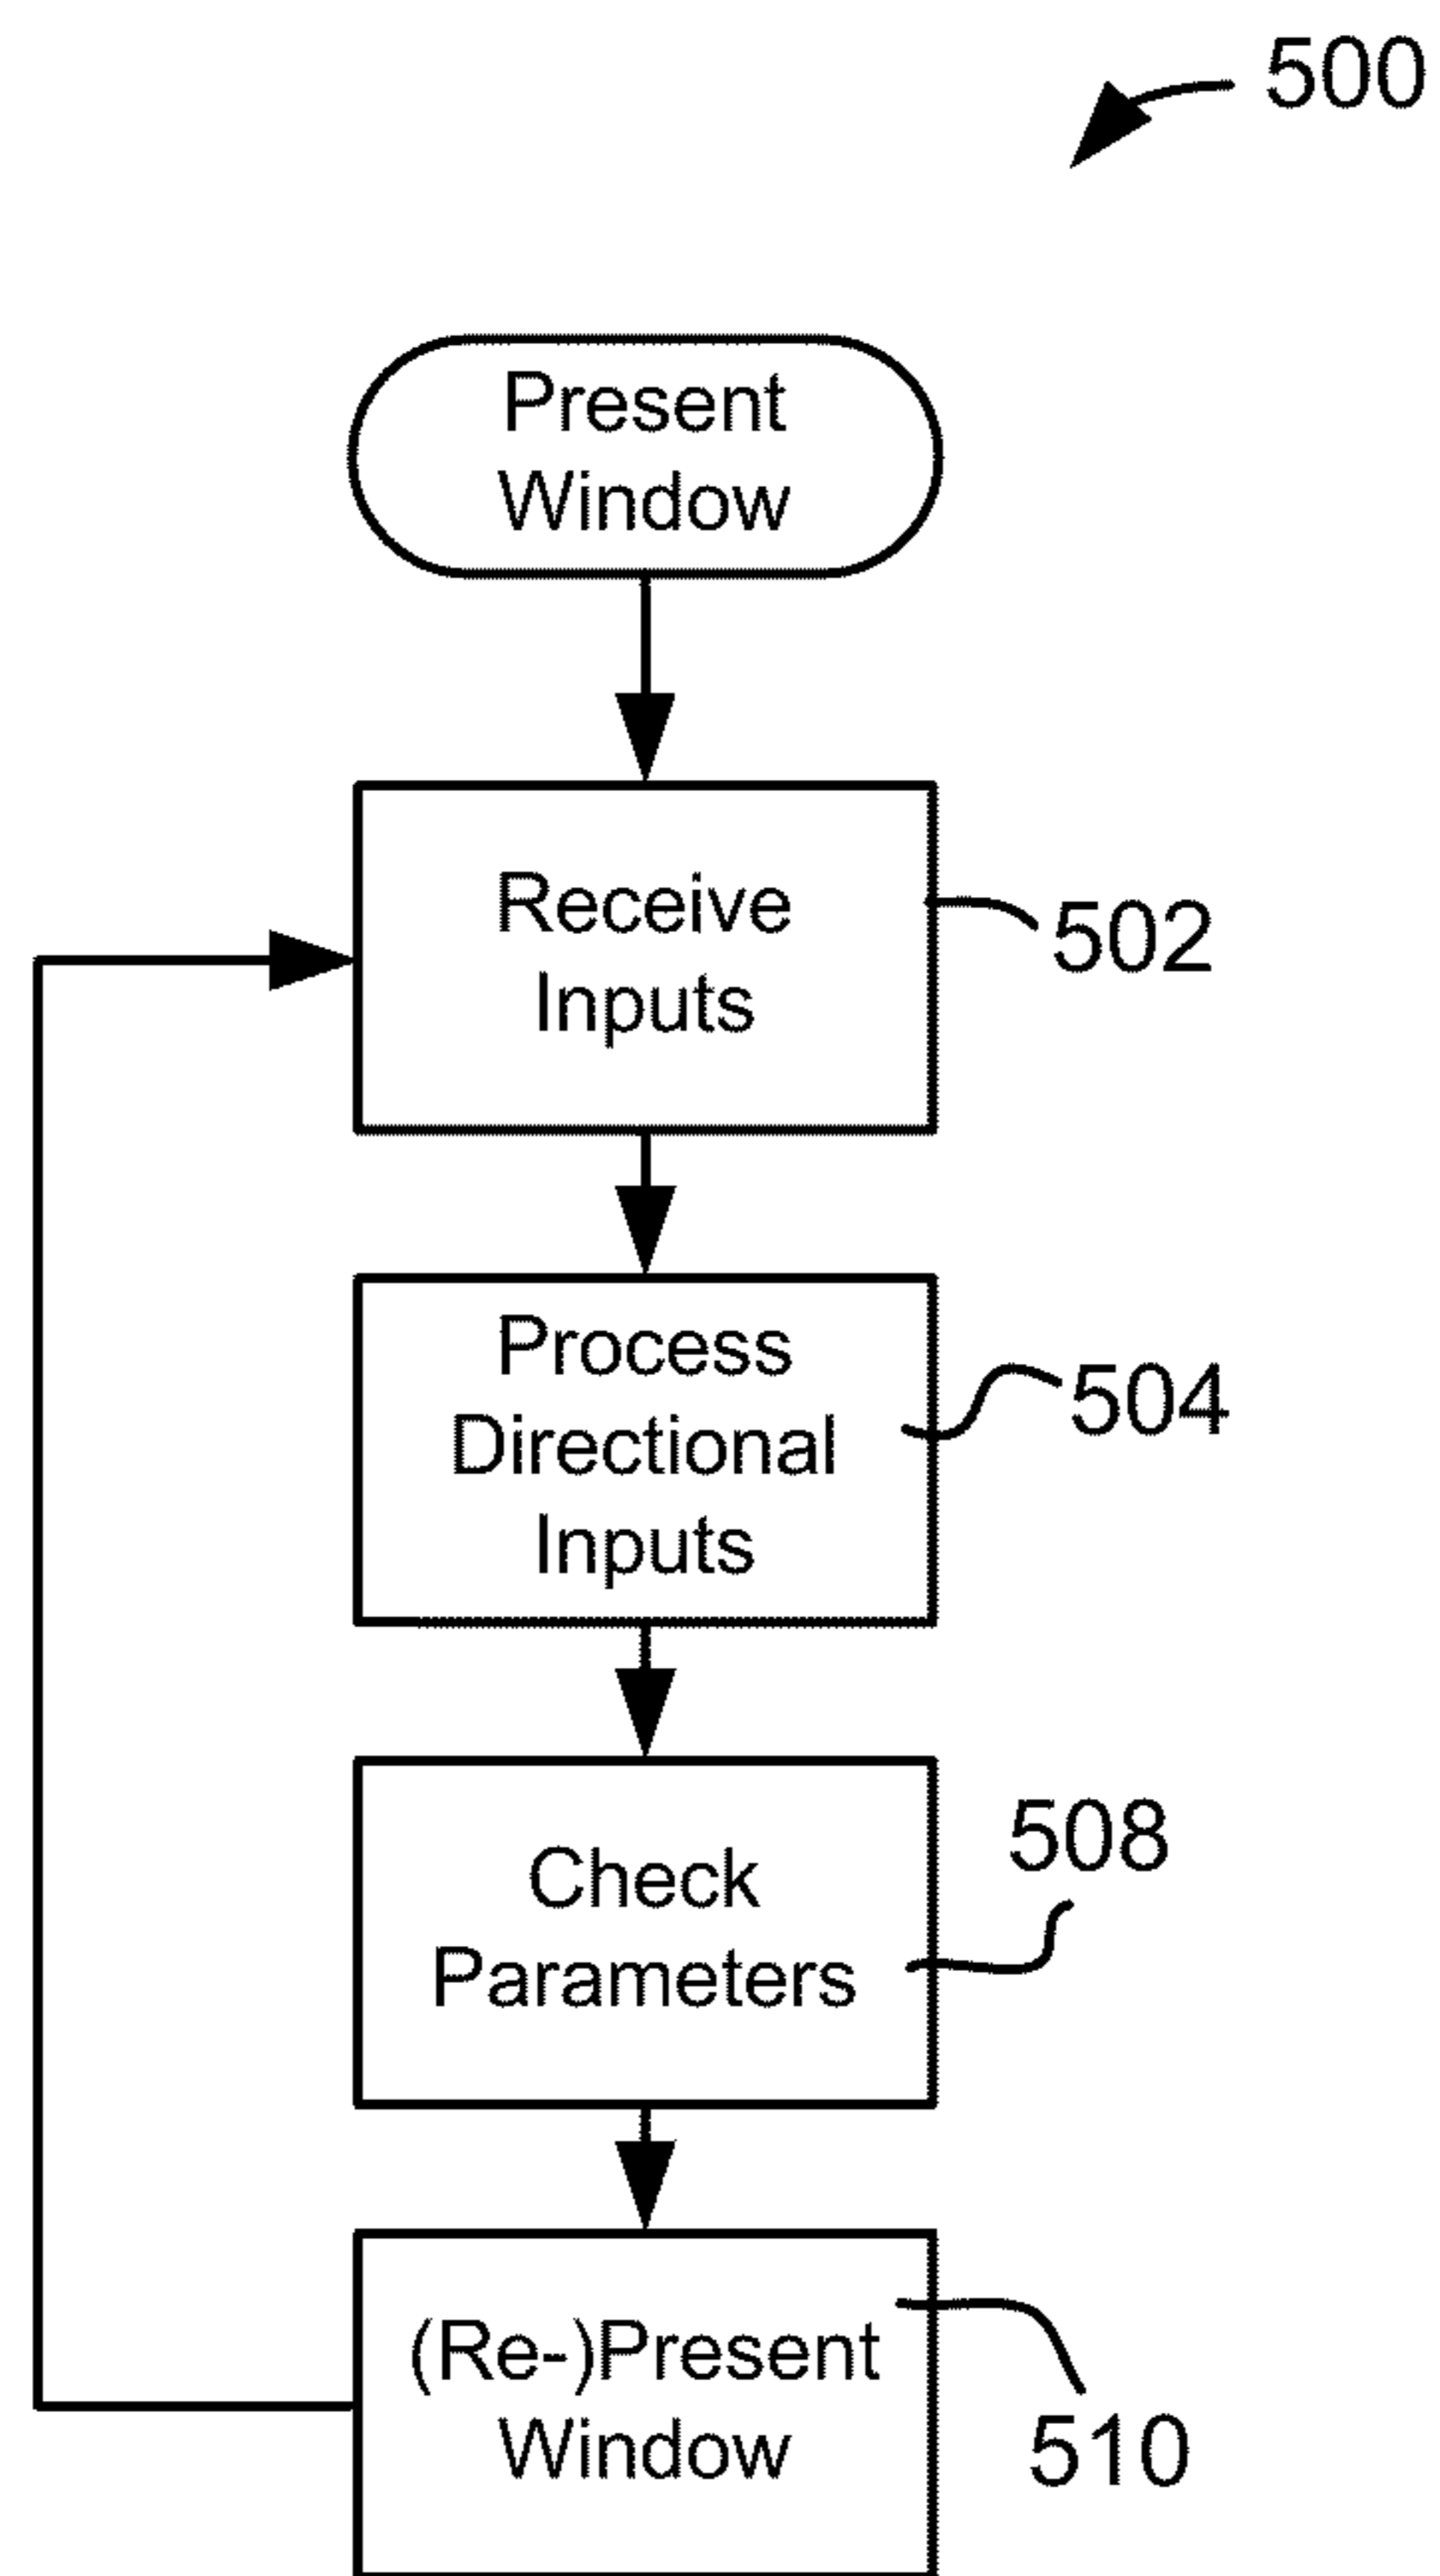 500
Present
Window
Receive
Inputs
502
Process
Directional
Inputs
504
Check
Parameters
508
(Re-)Present
Window
510